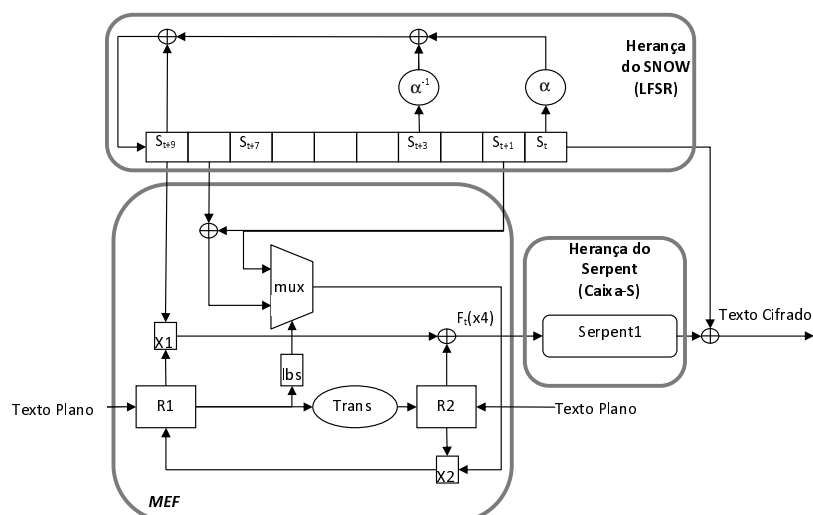 Herança
do SNOW
(LFSR)
α⁻¹
α
Sₜ₊₉
Sₜ₊₇
Sₜ₊₃
Sₜ₊₁
Sₜ
Herança do
Serpent
(Caixa-S)
mux
Fₜ(x4)
Serpent1
Texto Cifrado
X1
lbs
Texto Plano
R1
Trans
R2
Texto Plano
X2
MEF